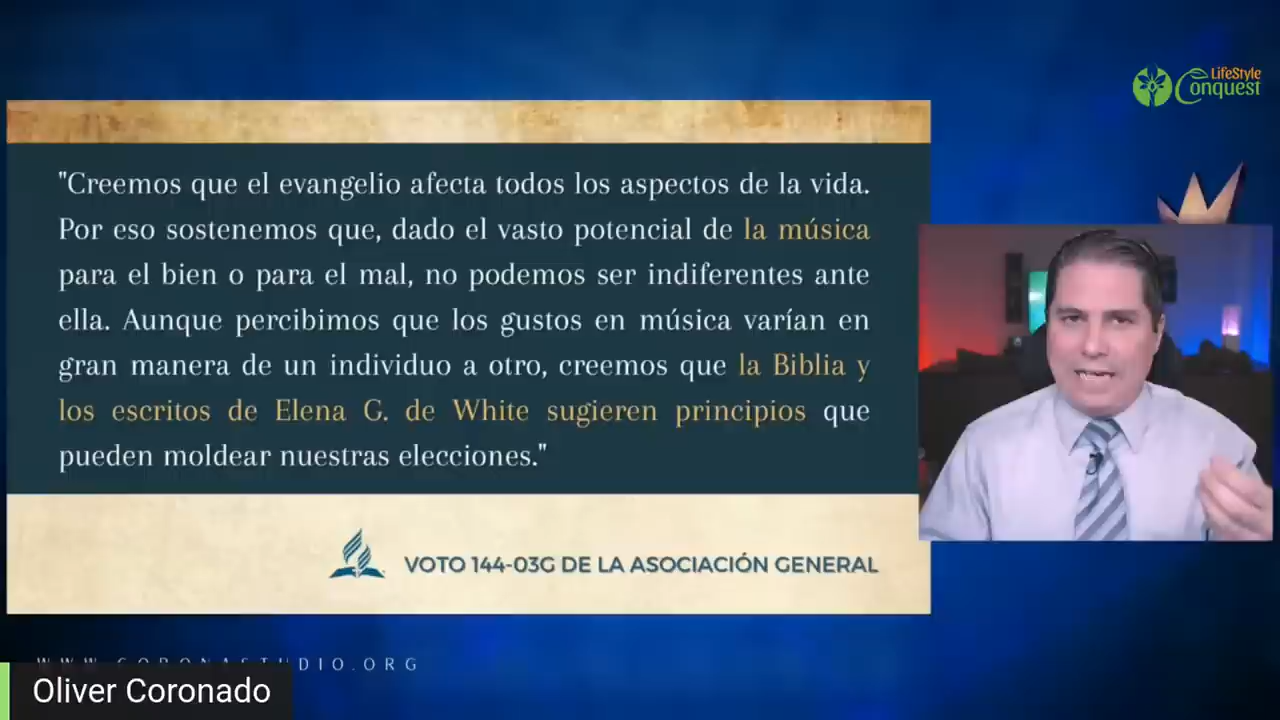 LifeStyle
Conquest
"Creemos que el evangelio afecta todos los aspectos de la vida.
Por eso sostenemos que, dado el vasto potencial de la música
para el bien o para el mal, no podemos ser indiferentes ante
ella. Aunque percibimos que los gustos en música varían en
gran manera de un individuo a otro, creemos que la Biblia y
los escritos de Elena G. de White sugieren principios que
pueden moldear nuestras elecciones."
VOTO 144-03G DE LA ASOCIACIÓN GENERAL
WWW.CORONASTUDIO.ORG
Oliver Coronado